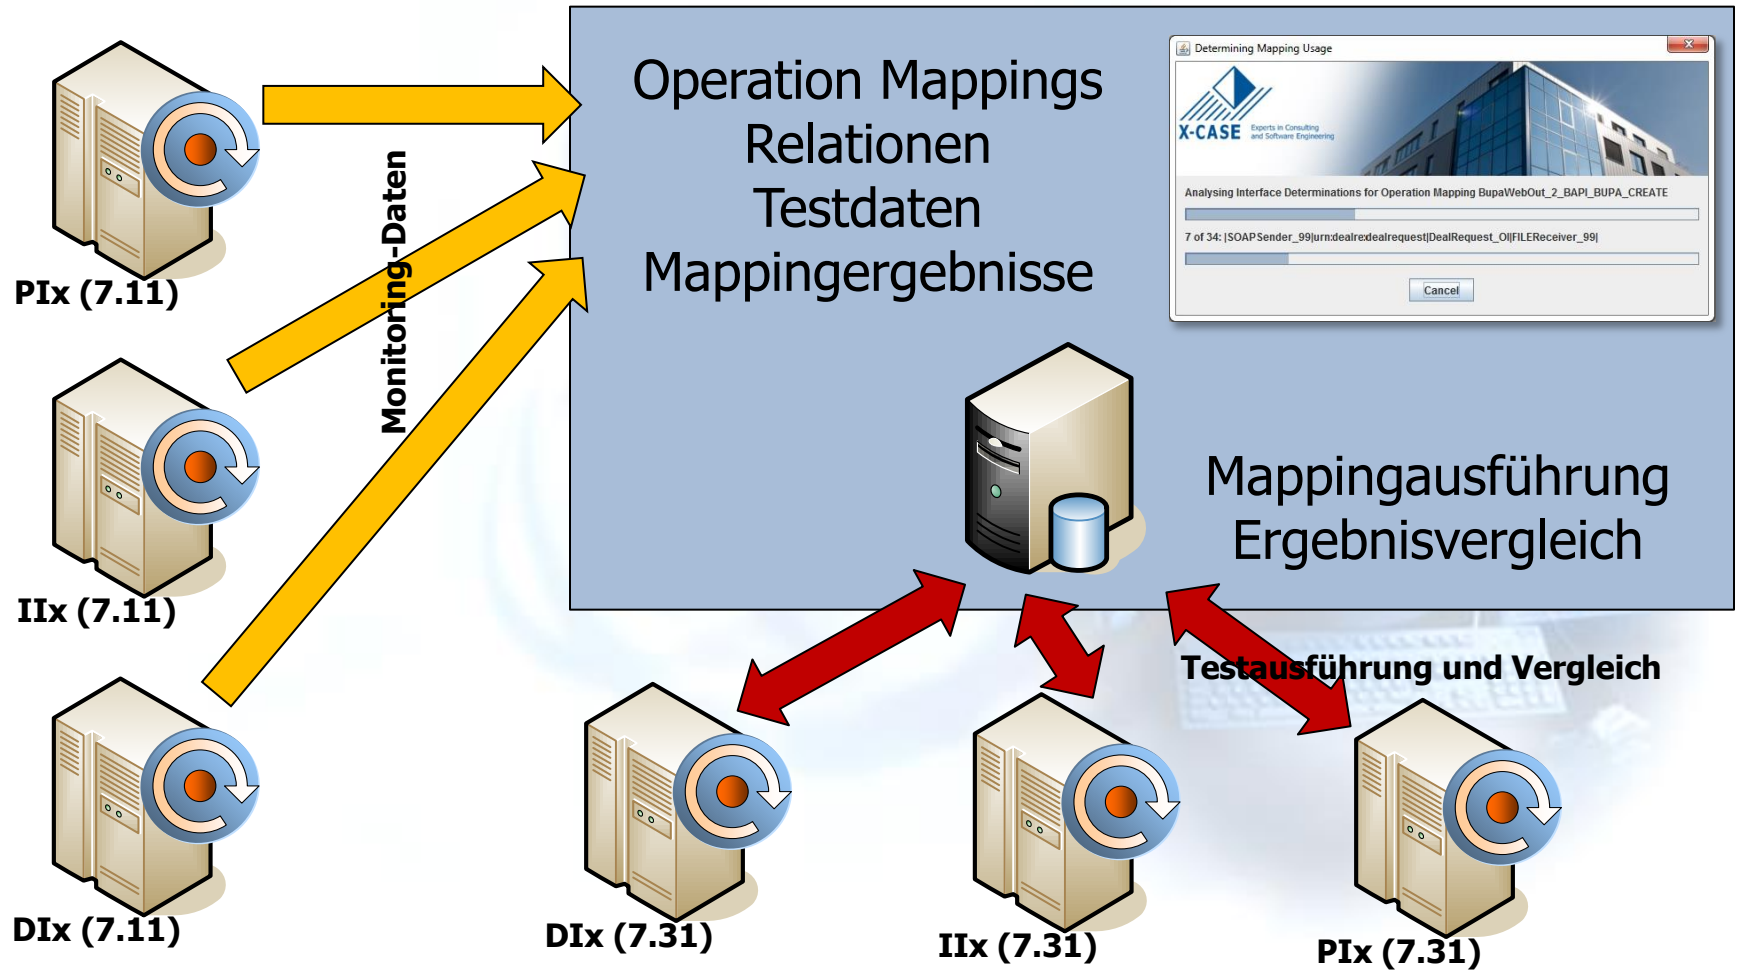 Operation Mappings
Relationen
Testdaten
Mappingergebnisse
Determining Mapping Usage
X-CASE
Experts in Consulting
and Software Engineering
Analysing Interface Determinations for Operation Mapping BupaWebOut_2_BAPI_BUPA_CREATE
7 of 34: |SOAPSender_99|urn:dealrexdealrequest|DealRequest_OI|FILEReceiver_99|
Cancel
PIx (7.11)
Monitoring-Daten
IIx (7.11)
Mappingausführung
Ergebnisvergleich
Testausführung und Vergleich
DIx (7.11)
DIx (7.31)
IIx (7.31)
PIx (7.31)